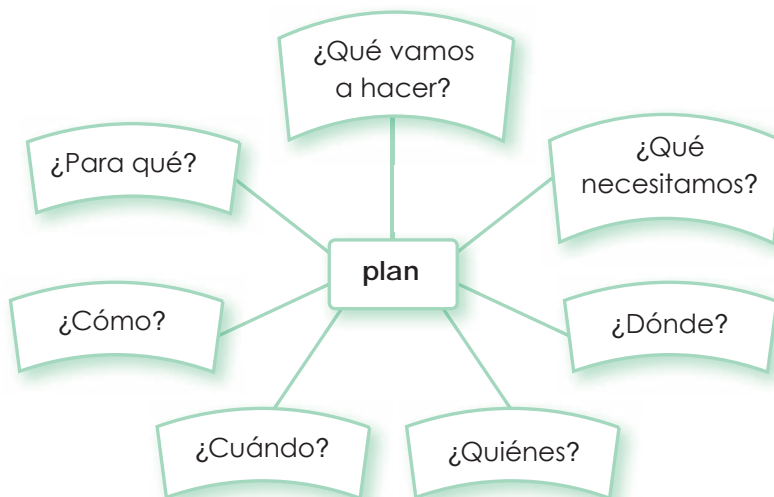 ¿Qué vamos
a hacer?
¿Para qué?
¿Qué
necesitamos?
plan
¿Cómo?
¿Dónde?
¿Cuándo?
¿Quiénes?